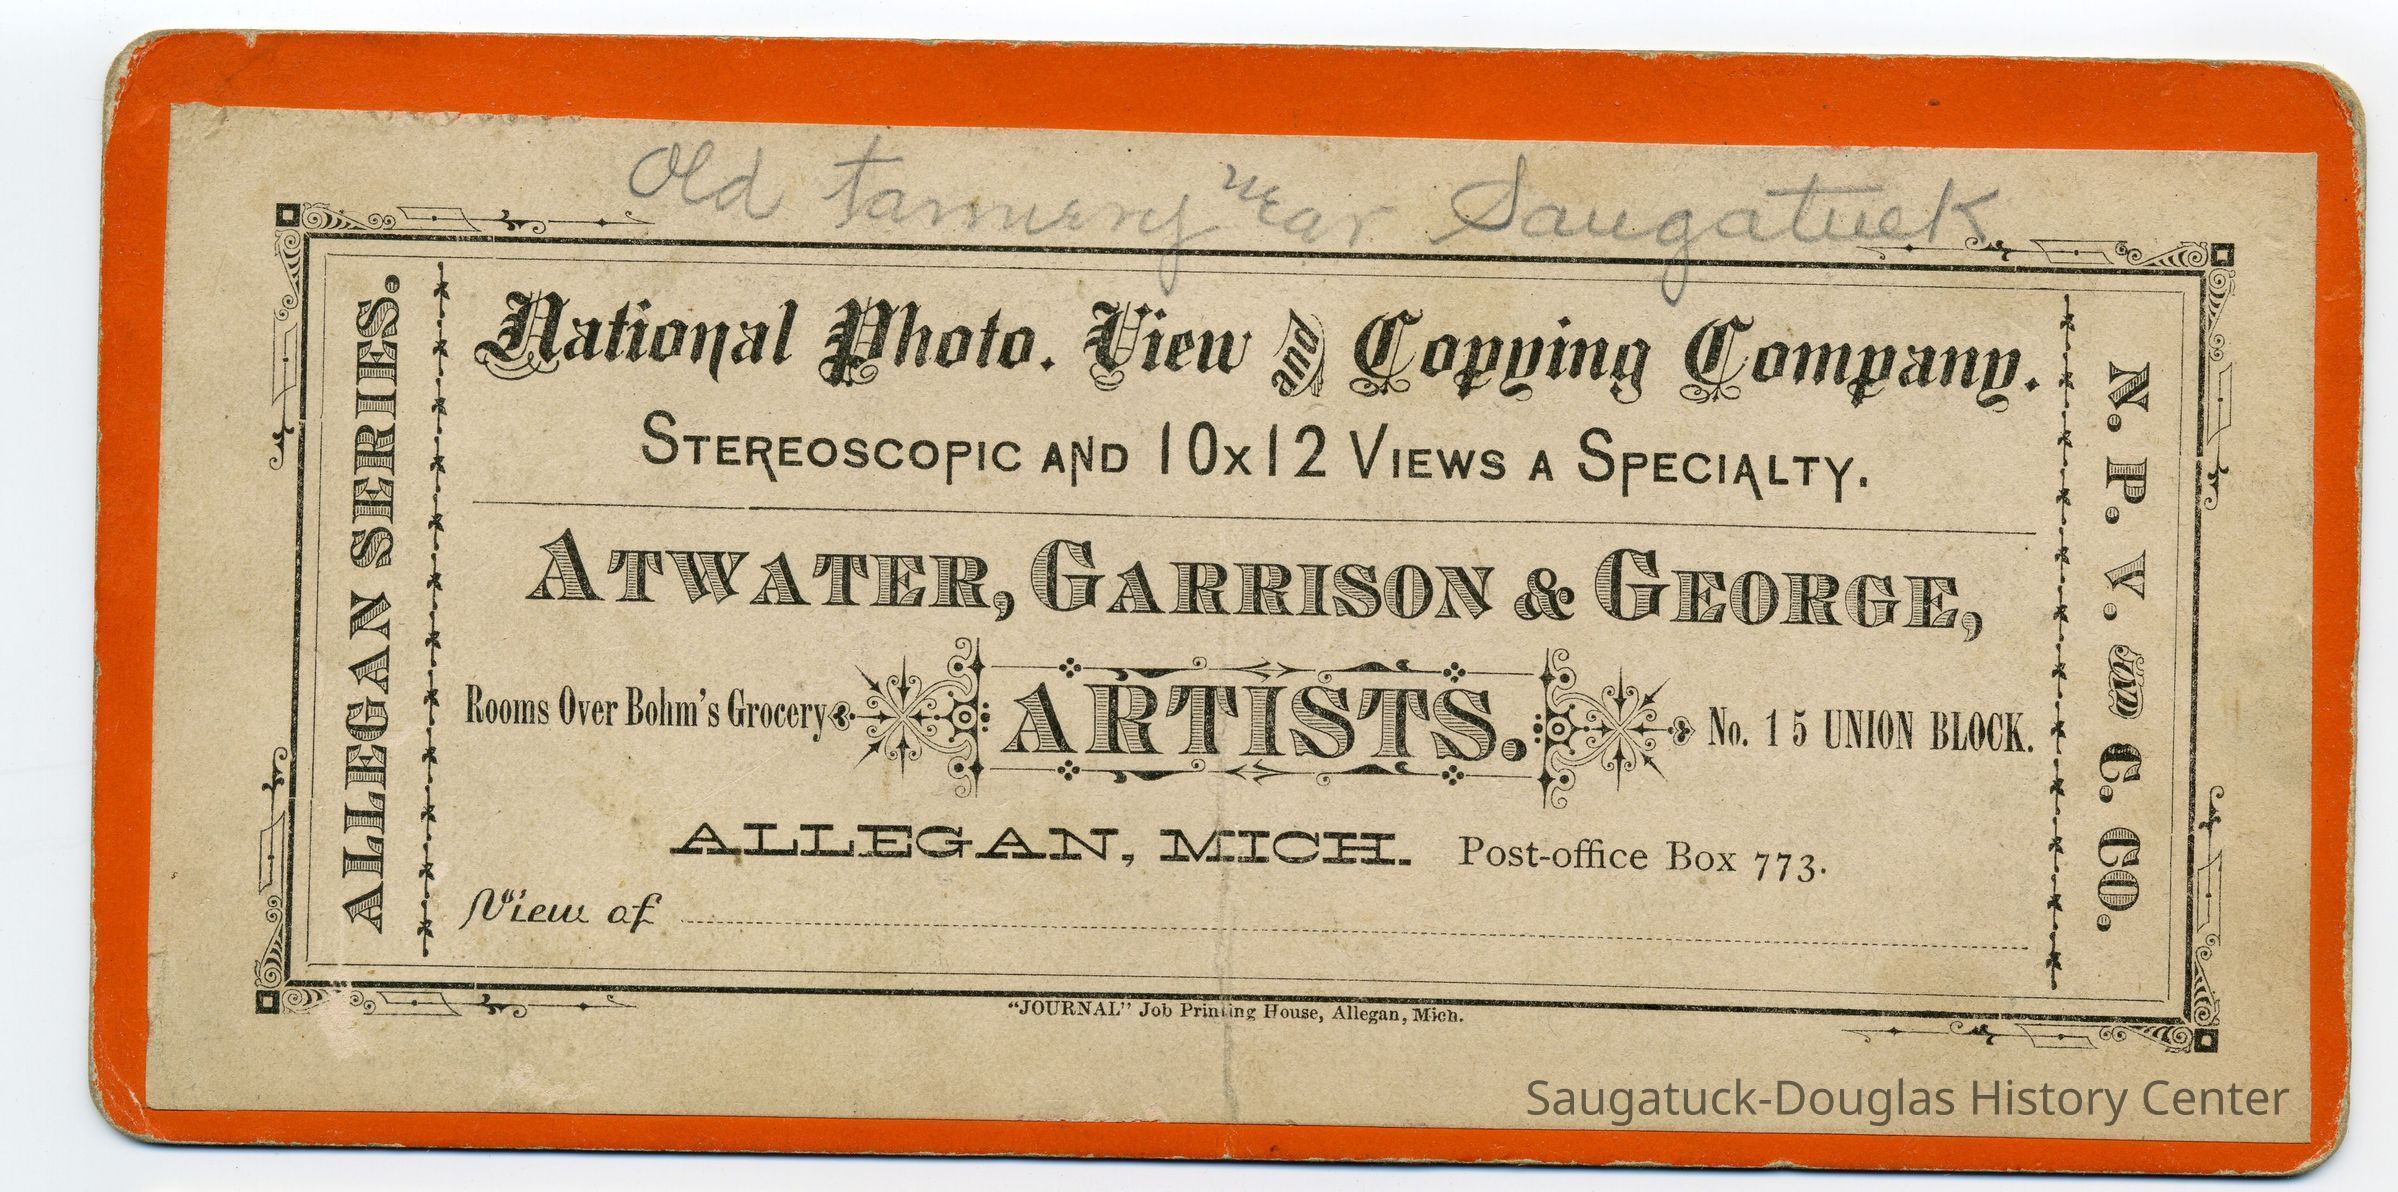 Old tannery near Saugatuck
ALLEGAN SERIES.
National Photo. View and Copying Company.
STEREOSCOPIC AND 10x12 VIEWS A SPECIALTY.
ATWATER, GARRISON & GEORGE,
Rooms Over Bohm's Grocery ARTISTS. No. 15 UNION BLOCK.
ALLEGAN, MICH. Post-office Box 773.
View of
N. P. V. and C. CO.
"JOURNAL" Job Printing House, Allegan, Mich.
Saugatuck-Douglas History Center